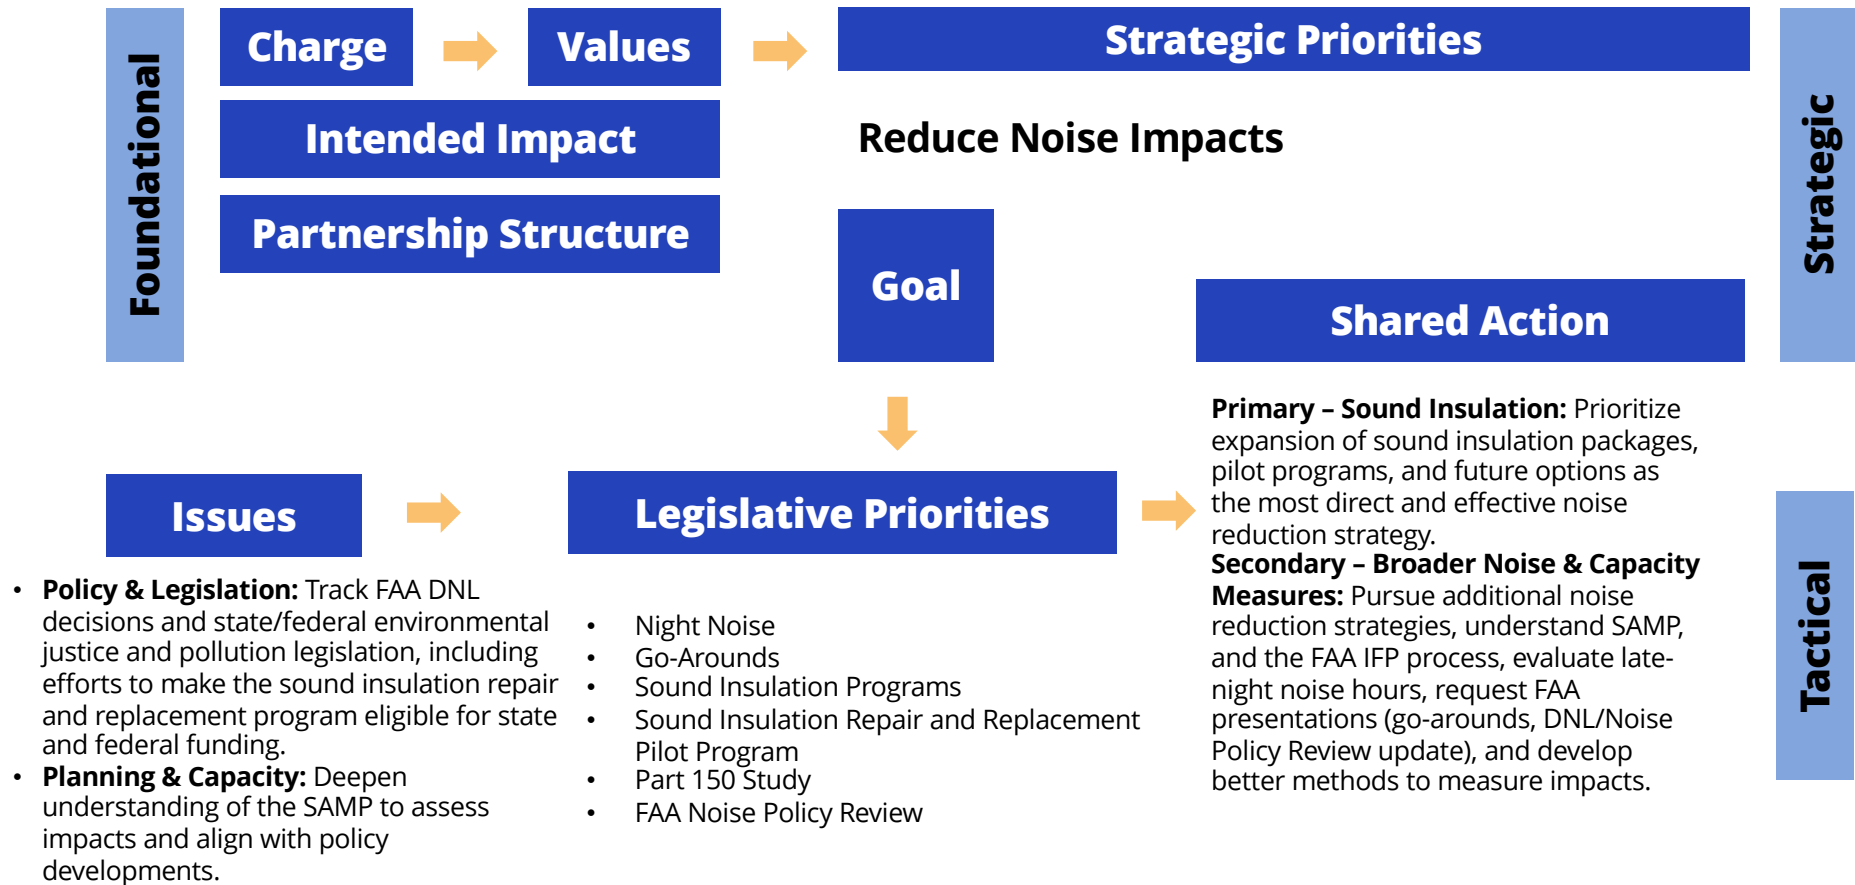 Foundational
Charge
Values
Strategic Priorities
Strategic
Intended Impact
Reduce Noise Impacts
Partnership Structure
Goal
Shared Action
Issues
• Policy & Legislation: Track FAA DNL
decisions and state/federal environmental
justice and pollution legislation, including
efforts to make the sound insulation repair
and replacement program eligible for state
and federal funding.
• Planning & Capacity: Deepen
understanding of the SAMP to assess
impacts and align with policy
developments.
Legislative Priorities
• Night Noise
• Go-Arounds
• Sound Insulation Programs
• Sound Insulation Repair and Replacement
Pilot Program
• Part 150 Study
• FAA Noise Policy Review
Primary – Sound Insulation: Prioritize
expansion of sound insulation packages,
pilot programs, and future options as
the most direct and effective noise
reduction strategy.
Secondary – Broader Noise & Capacity
Measures: Pursue additional noise
reduction strategies, understand SAMP,
and the FAA IFP process, evaluate late-
night noise hours, request FAA
presentations (go-arounds, DNL/Noise
Policy Review update), and develop
better methods to measure impacts.
Tactical